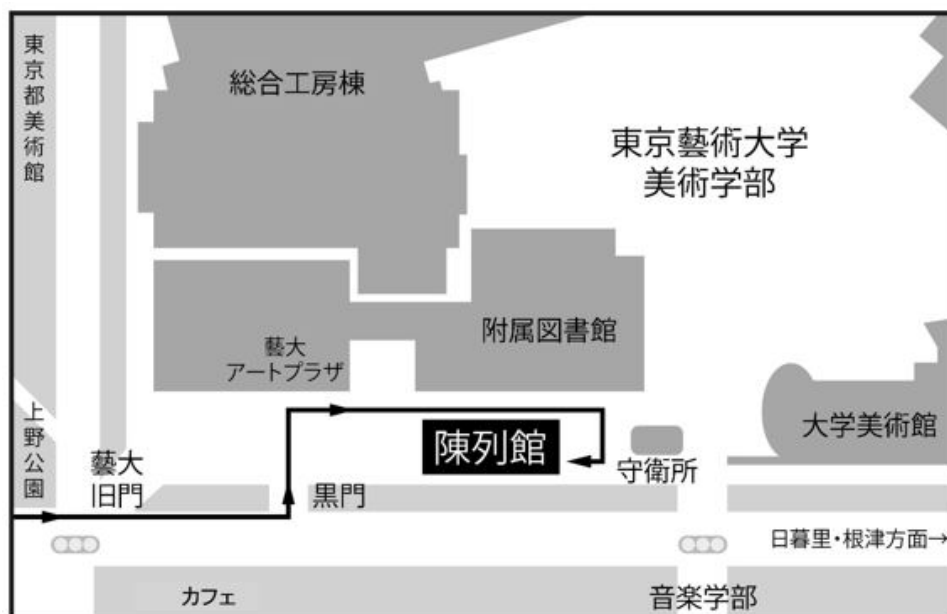 東京都美術館
総合工房棟
東京藝術大学
美術学部
附属図書館
藝大
アートプラザ
上野公園
大学美術館
陳列館
藝大
旧門
黒門
守衛所
日暮里・根津方面→
カフェ
音楽学部